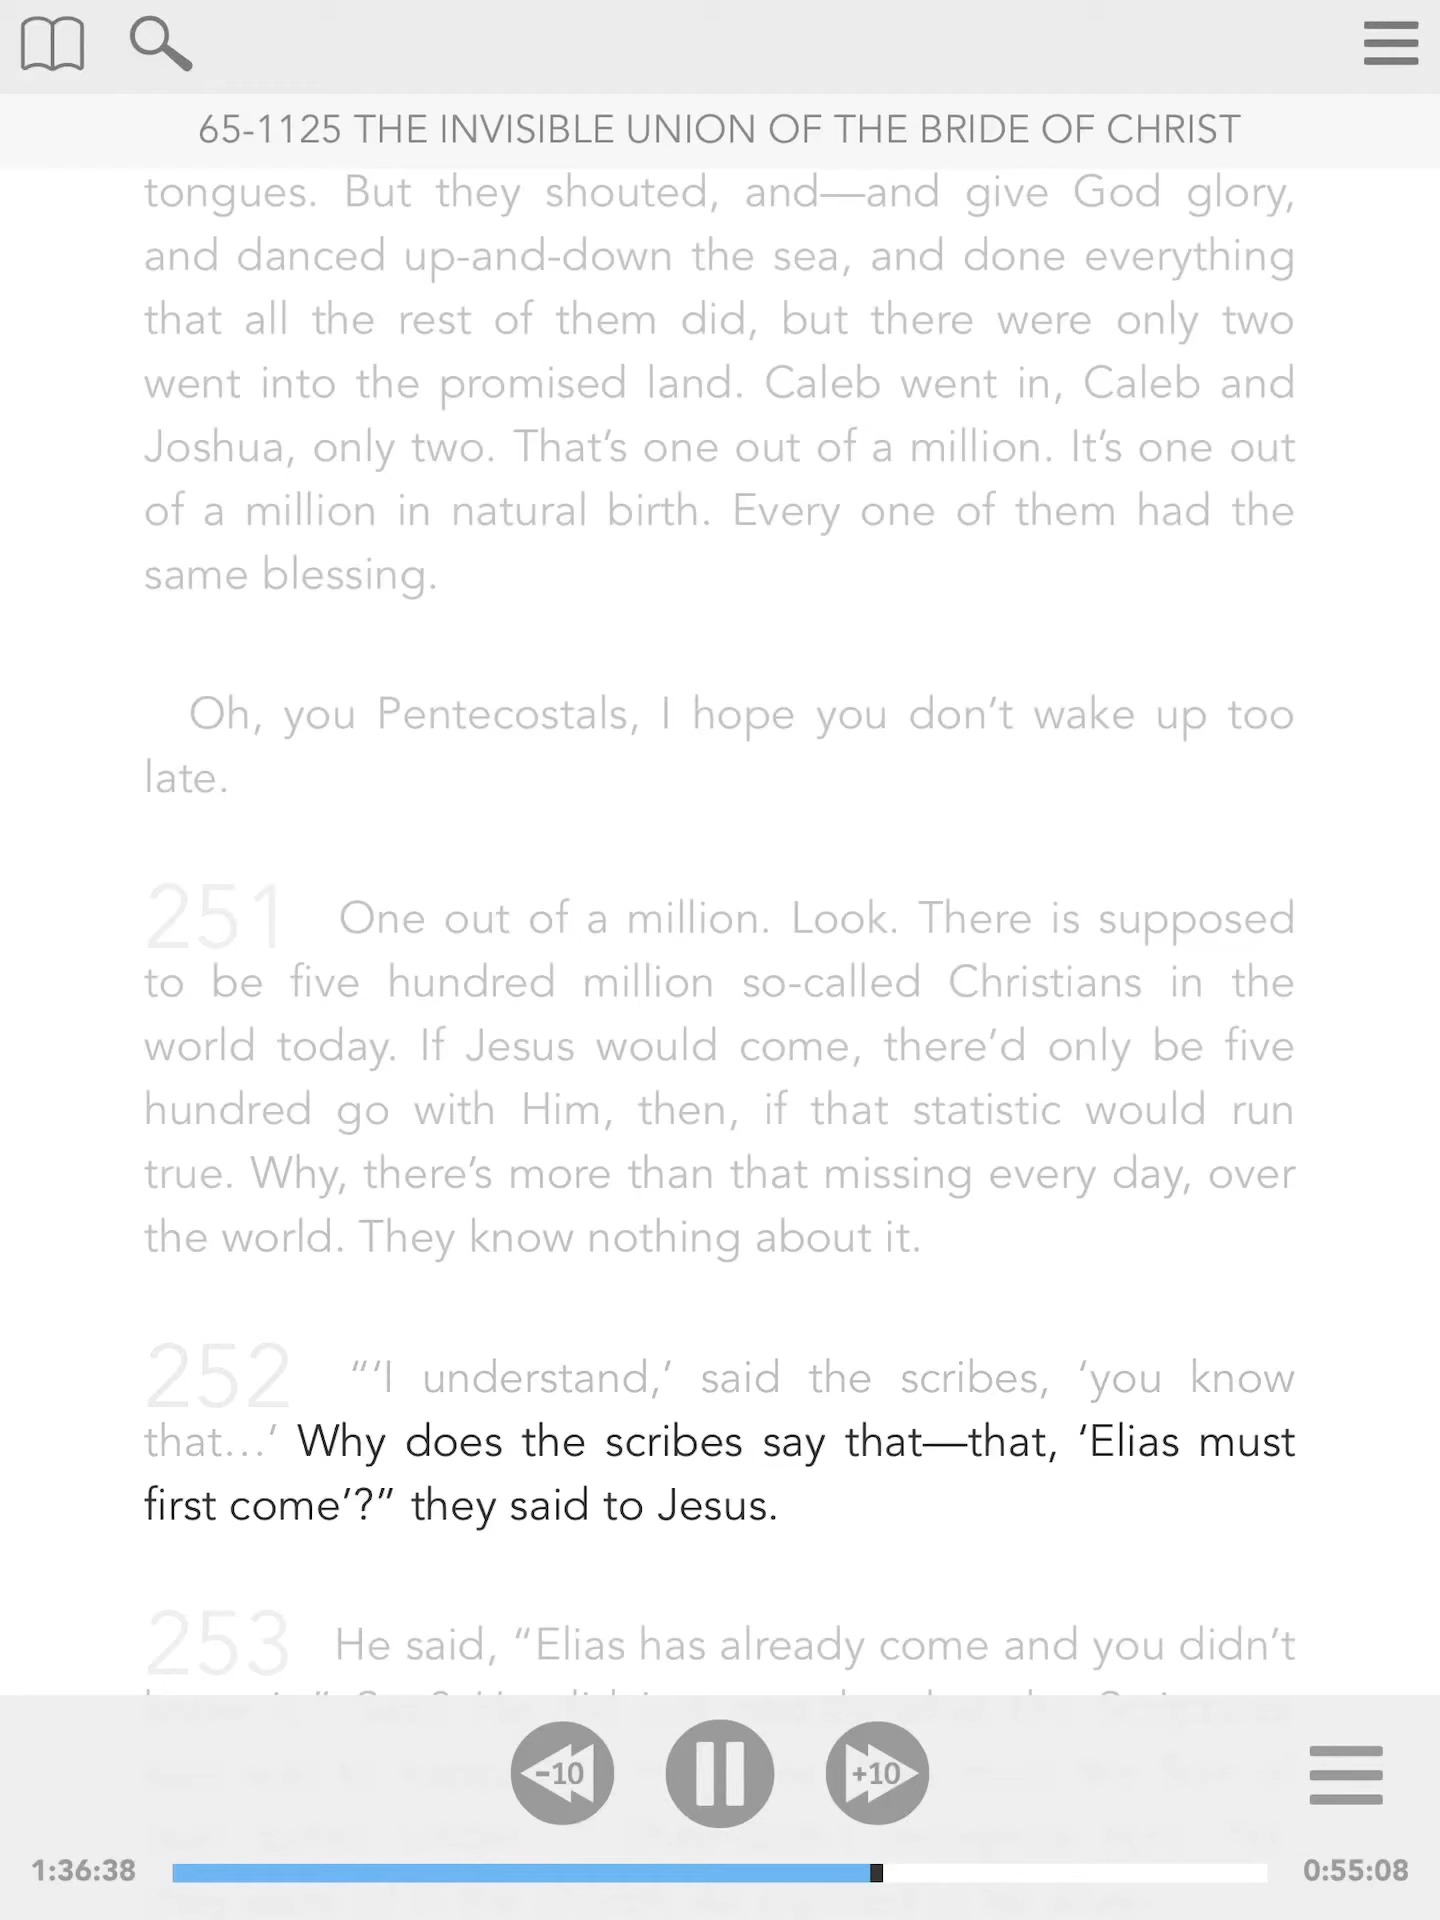 65-1125 THE INVISIBLE UNION OF THE BRIDE OF CHRIST
tongues. But they shouted, and—and give God glory,
and danced up-and-down the sea, and done everything
that all the rest of them did, but there were only two
went into the promised land. Caleb went in, Caleb and
Joshua, only two. That’s one out of a million. It’s one out
of a million in natural birth. Every one of them had the
same blessing.
Oh, you Pentecostals, I hope you don’t wake up too
late.
251 One out of a million. Look. There is supposed
to be five hundred million so-called Christians in the
world today. If Jesus would come, there’d only be five
hundred go with Him, then, if that statistic would run
true. Why, there’s more than that missing every day, over
the world. They know nothing about it.
252 “‘I understand,’ said the scribes, ‘you know
that…’ Why does the scribes say that—that, ‘Elias must
first come’?” they said to Jesus.
253 He said, “Elias has already come and you didn’t
-10 +10
1:36:38 0:55:08